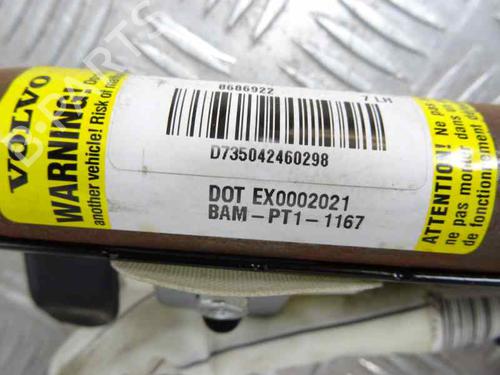 VOLVO
WARNING!
another vehicle! Risk of
8686922
7 LH
D735042460298
DOT EX0002021
BAM-PT1-1167
ATTENTION!
Ne pas
ne pas monter dans
de fonctionnement
B-PARTS